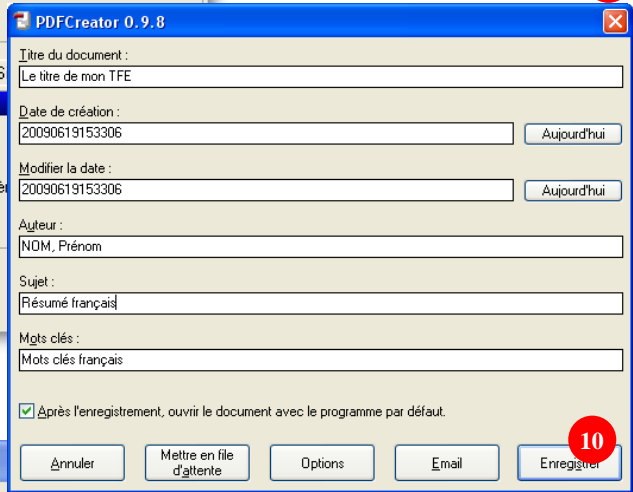 PDFCreator 0.9.8
Titre du document :
Le titre de mon TFE
Date de création :
20090619153306
Aujourd'hui
Modifier la date :
20090619153306
Aujourd'hui
Auteur :
NOM, Prénom
Sujet :
Résumé français
Mots clés :
Mots clés français
Après l'enregistrement, ouvrir le document avec le programme par défaut.
10
Annuler
Mettre en file
d'attente
Options
Email
Enregistrer